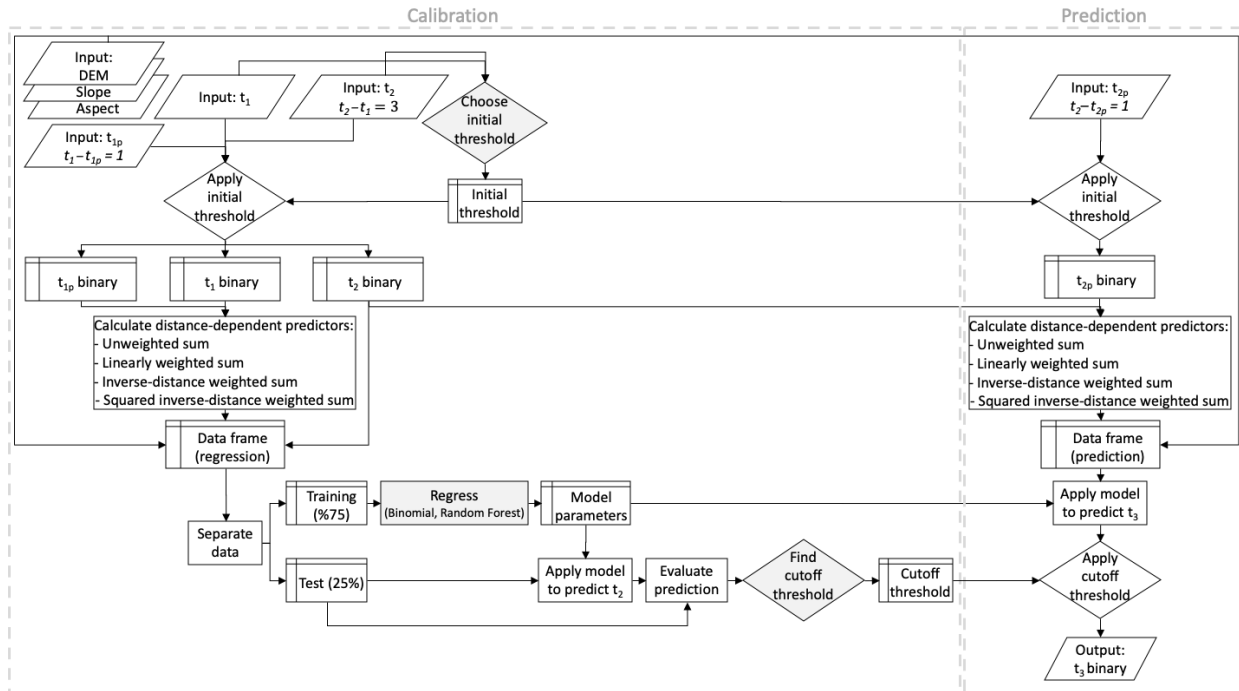 Calibration
Prediction
Input:
DEM
Slope
Aspect
Input: t₁
Input: t₂
t₂−t₁ = 3
Choose
initial
threshold
Input: t₂ₚ
t₂−t₂ₚ = 1
Input: t₁ₚ
t₁−t₁ₚ = 1
Apply
initial
threshold
Initial
threshold
Apply
initial
threshold
t₁ₚ binary
t₁ binary
t₂ binary
t₂ₚ binary
Calculate distance-dependent predictors:
- Unweighted sum
- Linearly weighted sum
- Inverse-distance weighted sum
- Squared inverse-distance weighted sum
Calculate distance-dependent predictors:
- Unweighted sum
- Linearly weighted sum
- Inverse-distance weighted sum
- Squared inverse-distance weighted sum
Data frame
(regression)
Data frame
(prediction)
Separate
data
Training
(%75)
Regress
(Binomial, Random Forest)
Model
parameters
Apply model
to predict t₃
Test (25%)
Apply model
to predict t₂
Evaluate
prediction
Find
cutoff
threshold
Cutoff
threshold
Apply
cutoff
threshold
Output:
t₃ binary